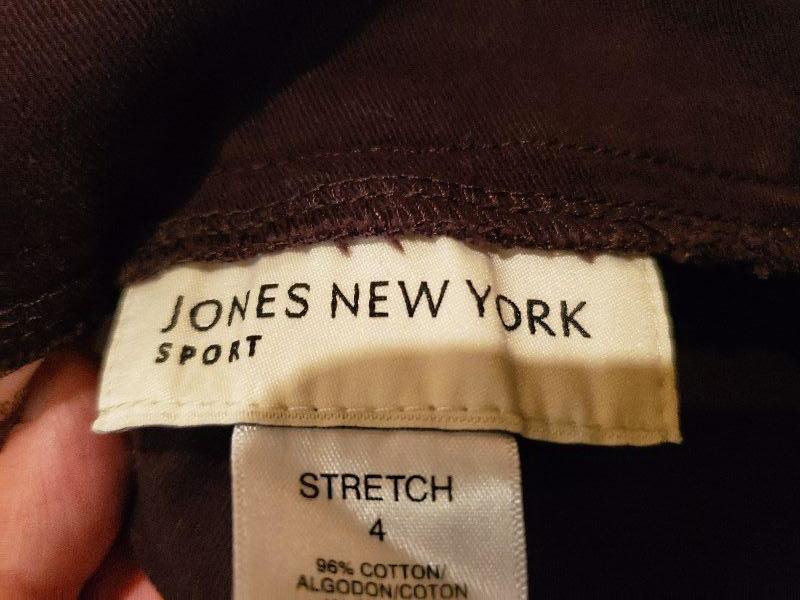 JONES NEW YORK
SPORT
STRETCH
4
96% COTTON/
ALGODON/COTON